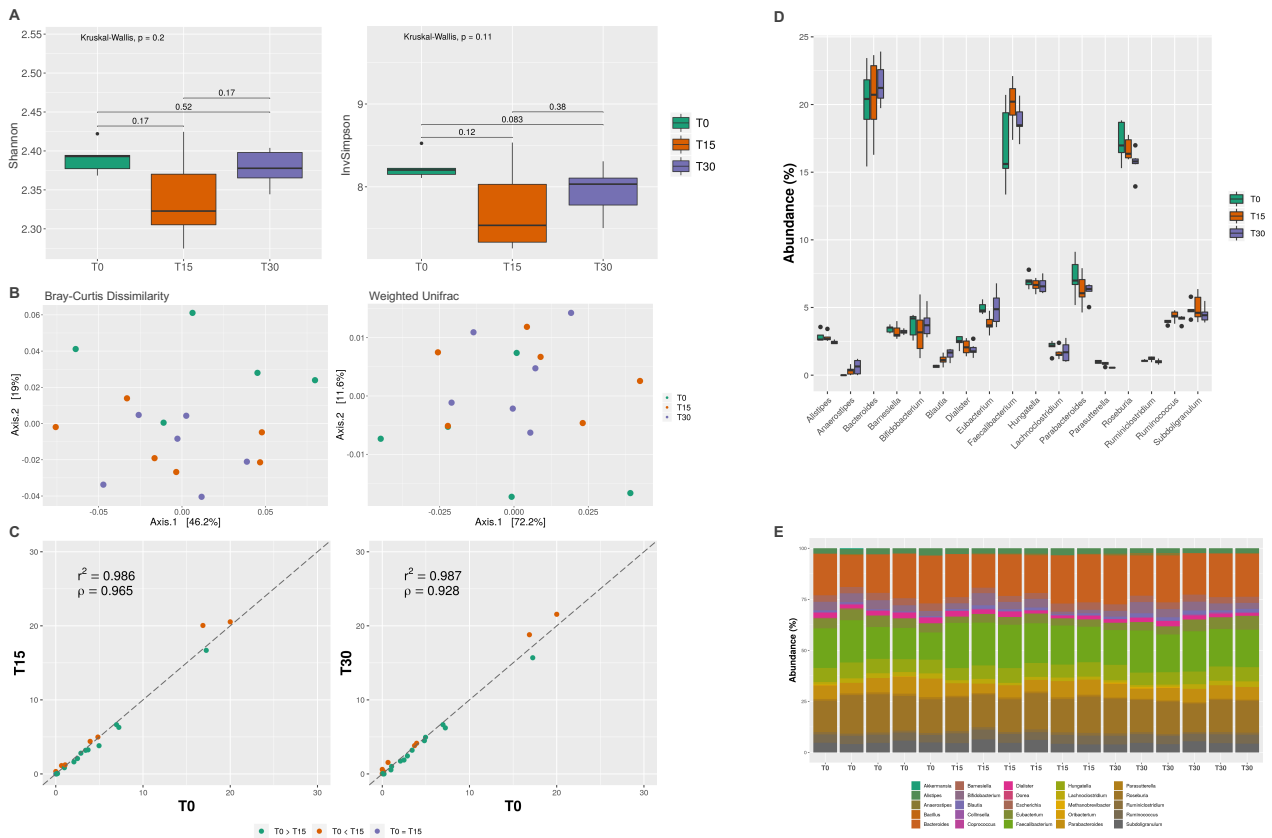 A
Kruskal-Wallis, p = 0.2
2.55
2.50
2.45
2.40
2.35
2.30
Shannon
0.17
0.52
0.17
T0
T15
T30
Kruskal-Wallis, p = 0.11
9
8
InvSimpson
0.38
0.083
0.12
T0
T15
T30
T0
T15
T30
B
Bray-Curtis Dissimilarity
0.06
0.04
0.02
0.00
-0.02
-0.04
Axis.2 [19%]
-0.05
0.00
0.05
Axis.1 [46.2%]
Weighted Unifrac
0.01
0.00
-0.01
Axis.2 [11.6%]
-0.025
0.000
0.025
Axis.1 [72.2%]
T0
T15
T30
C
r² = 0.986
ρ = 0.965
30
20
10
0
T15
0
10
20
30
T0
r² = 0.987
ρ = 0.928
30
20
10
0
T30
0
10
20
30
T0
T0 > T15
T0 < T15
T0 = T15
D
25
20
15
10
5
0
Abundance (%)
Alistipes
Anaerostipes
Bacteroides
Barnesiella
Bifidobacterium
Blautia
Dialister
Eubacterium
Faecalibacterium
Hungatella
Lachnoclostridium
Parabacteroides
Parasutterella
Roseburia
Ruminiclostridium
Ruminococcus
Subdoligranulum
T0
T15
T30
E
100
75
50
25
0
Abundance (%)
T0 T0 T0 T0 T0 T15 T15 T15 T15 T15 T15 T30 T30 T30 T30 T30 T30
Akkermansia Barnesiella Dialister Hungatella Parasutterella
Alistipes Bifidobacterium Dorea Lachnoclostridium Roseburia
Anaerostipes Blautia Escherichia Methanobrevibacter Ruminiclostridium
Bacillus Collinsella Eubacterium Oribacterium Ruminococcus
Bacteroides Coprococcus Faecalibacterium Parabacteroides Subdoligranulum